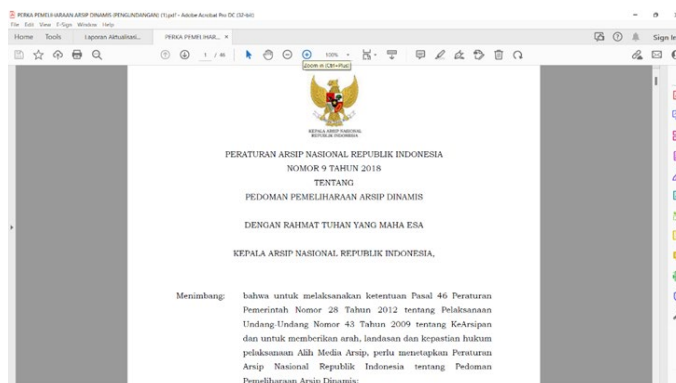 PERKA PEMELIHARAAN ARSIP DINAMIS (PENGUNDANGAN) (1).pdf - Adobe Acrobat Pro DC (32-bit)
File Edit View E-Sign Window Help
Home Tools Laporan Aktualisasi... PERKA PEMELIHAR... × Sign In
1 / 46 100%
Zoom in (Ctrl+Plus)
KEPALA ARSIP NASIONAL
REPUBLIK INDONESIA
PERATURAN ARSIP NASIONAL REPUBLIK INDONESIA
NOMOR 9 TAHUN 2018
TENTANG
PEDOMAN PEMELIHARAAN ARSIP DINAMIS
DENGAN RAHMAT TUHAN YANG MAHA ESA
KEPALA ARSIP NASIONAL REPUBLIK INDONESIA,
Menimbang: bahwa untuk melaksanakan ketentuan Pasal 46 Peraturan
Pemerintah Nomor 28 Tahun 2012 tentang Pelaksanaan
Undang-Undang Nomor 43 Tahun 2009 tentang KeArsipan
dan untuk memberikan arah, landasan dan kepastian hukum
pelaksanaan Alih Media Arsip, perlu menetapkan Peraturan
Arsip Nasional Republik Indonesia tentang Pedoman
Pemeliharaan Arsip Dinamis;